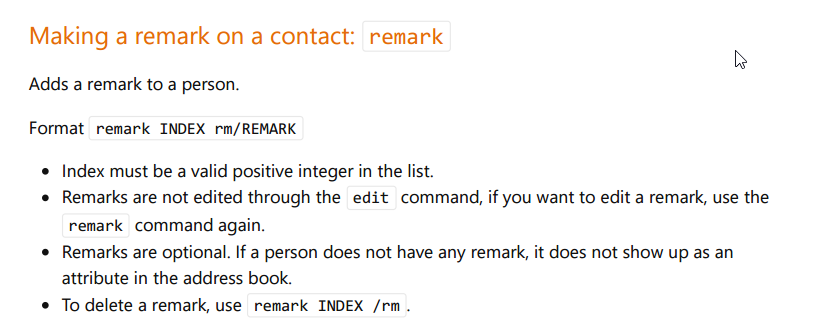 Making a remark on a contact: remark
Adds a remark to a person.
Format remark INDEX rm/REMARK
• Index must be a valid positive integer in the list.
• Remarks are not edited through the edit command, if you want to edit a remark, use the
remark command again.
• Remarks are optional. If a person does not have any remark, it does not show up as an
attribute in the address book.
• To delete a remark, use remark INDEX /rm.